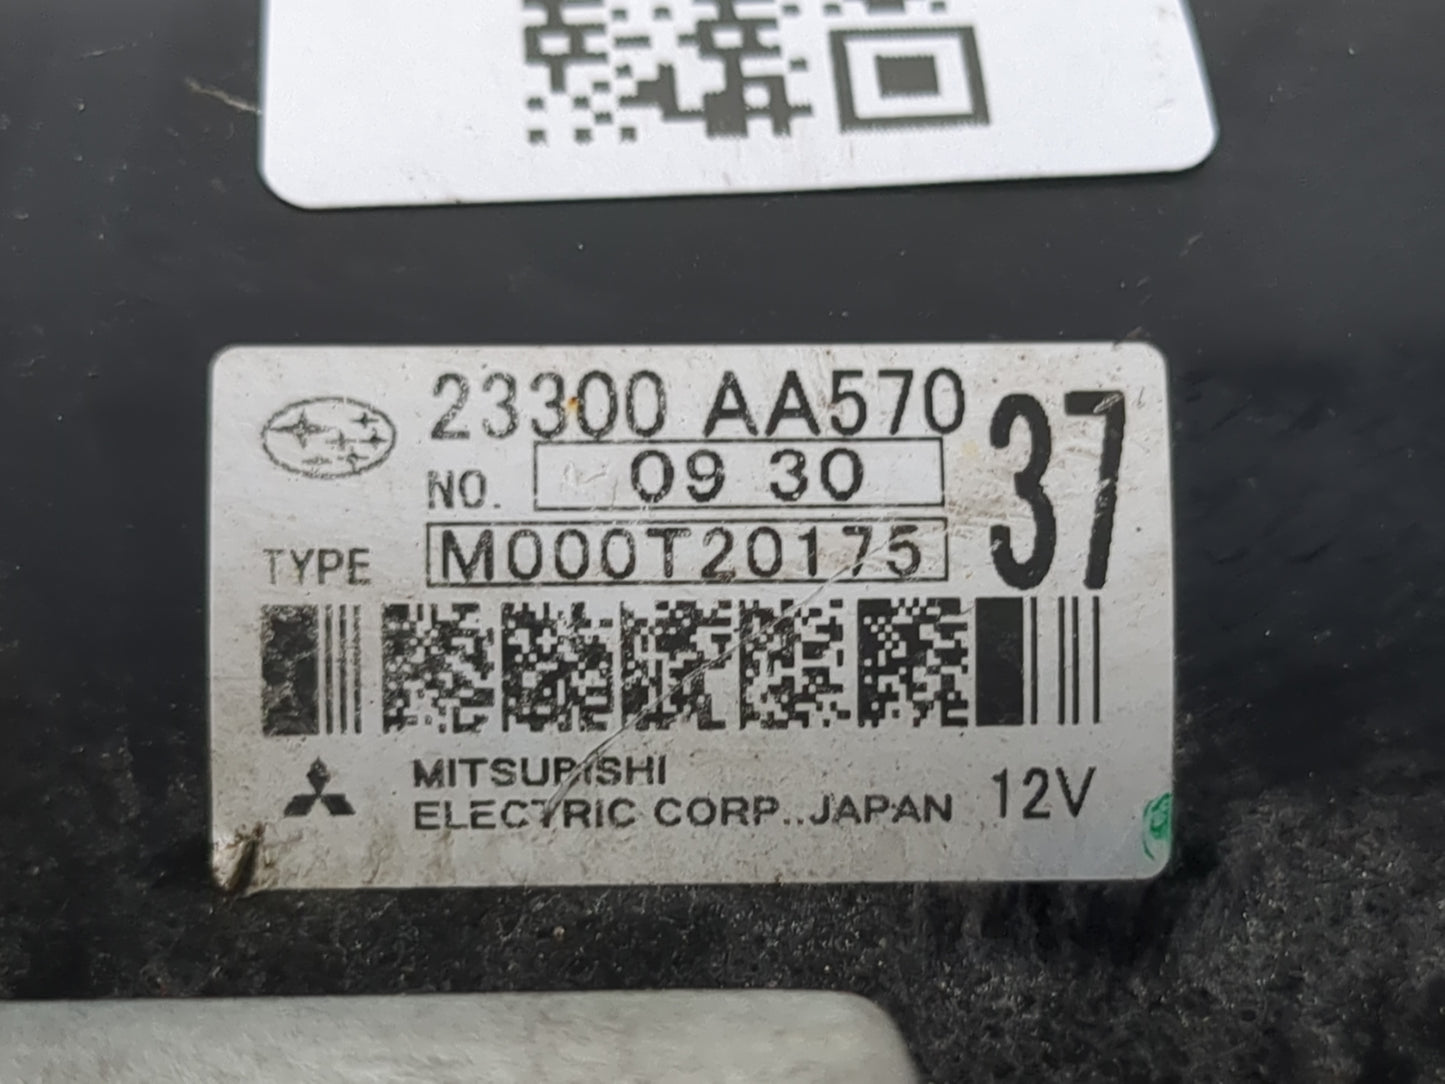 23300 AA570
37
NO. 09 30
TYPE M000T20175
MITSUBISHI
ELECTRIC CORP., JAPAN
12V